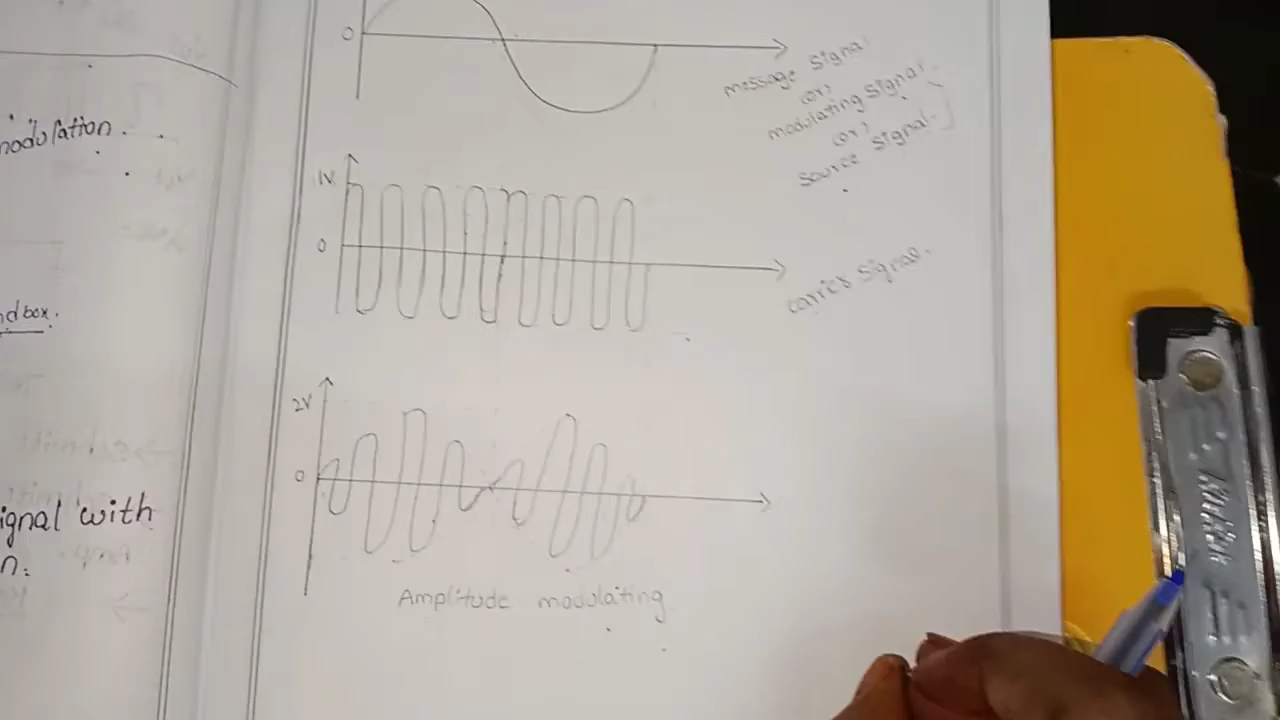 0
message signal
(or)
modulating signal.
(or)
source signal.
modulation.
1V
0
carries signal.
ndbox.
2V
0
ignal with
n.
Amplitude modulating